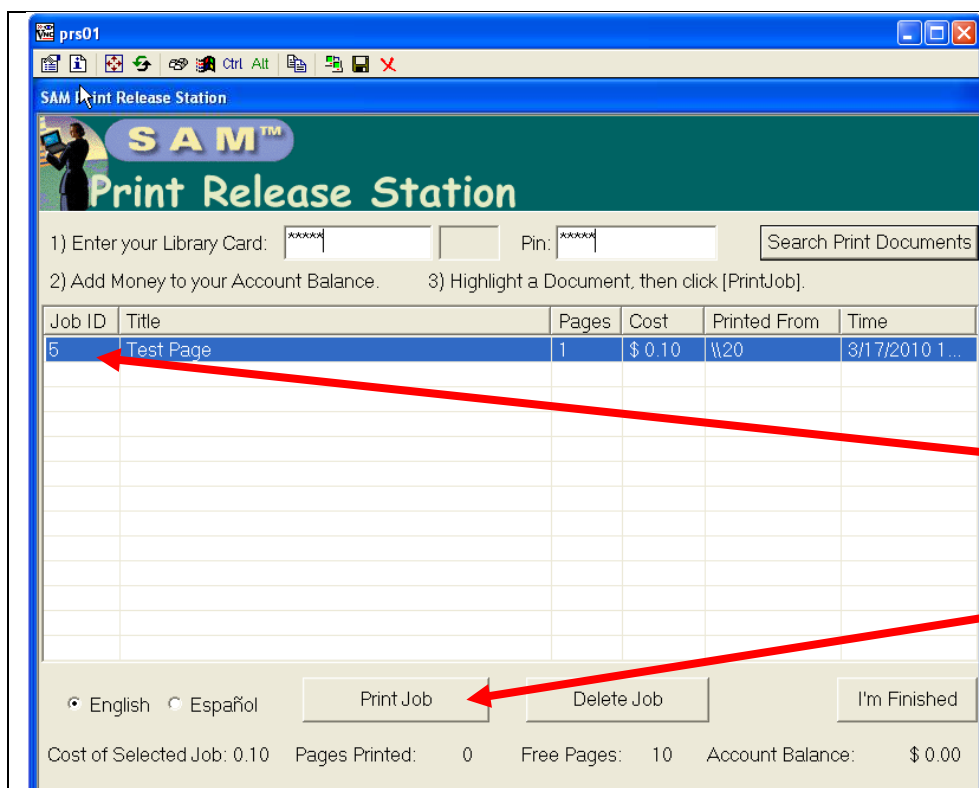 prs01
Ctrl Alt
SAM Print Release Station
S A M™
Print Release Station
1) Enter your Library Card: ***** Pin: ***** Search Print Documents
2) Add Money to your Account Balance. 3) Highlight a Document, then click [PrintJob].
Job ID Title Pages Cost Printed From Time
5 Test Page 1 $ 0.10 \\20 3/17/2010 1...
English Español Print Job Delete Job I'm Finished
Cost of Selected Job: 0.10 Pages Printed: 0 Free Pages: 10 Account Balance: $ 0.00